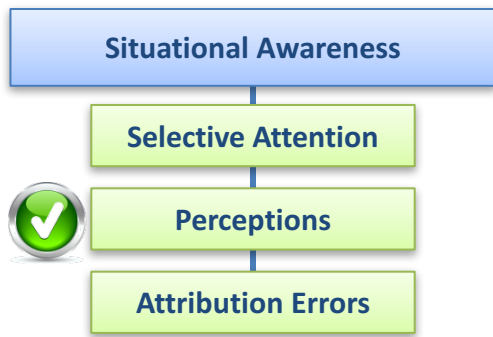 Situational Awareness
Selective Attention
Perceptions
Attribution Errors